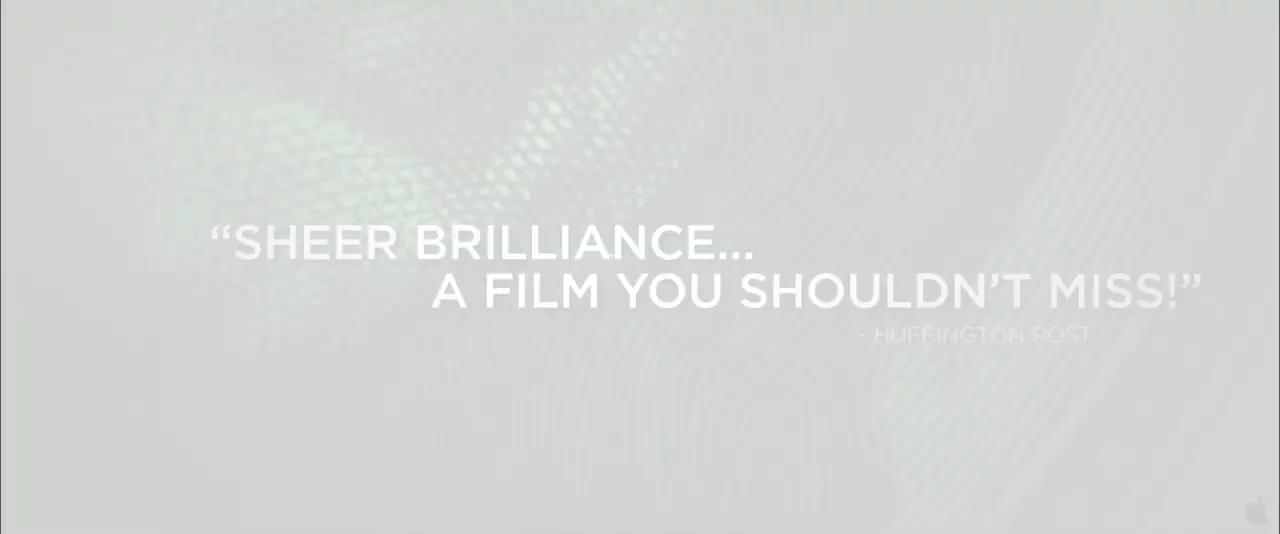 “SHEER BRILLIANCE...
A FILM YOU SHOULDN’T MISS!”
- HUFFINGTON POST